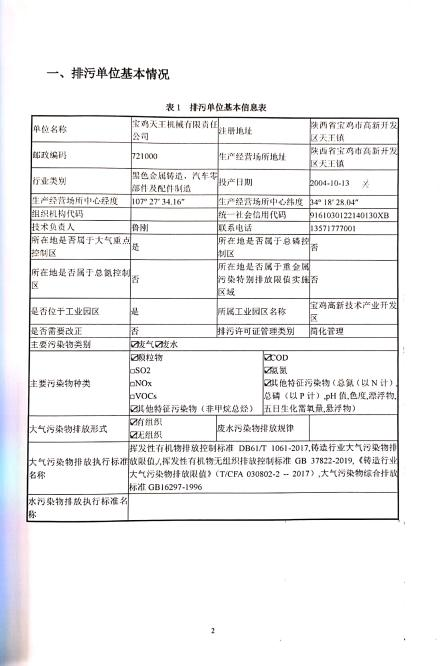 一、排污单位基本情况
表 1 排污单位基本信息表
单位名称 宝鸡天王机械有限责任公司 注册地址 陕西省宝鸡市高新开发区天王镇
邮政编码 721000 生产经营场所地址 陕西省宝鸡市高新开发区天王镇
行业类别 黑色金属铸造、汽车零部件及配件制造 投产日期 2004-10-13
生产经营场所中心经度 107° 27′ 34.16″ 生产经营场所中心纬度 34° 18′ 28.04″
组织机构代码 统一社会信用代码 9161030122140130XB
技术负责人 鲁刚 联系电话 13571777001
所在地是否属于大气重点控制区 是 所在地是否属于总磷控制区 否
所在地是否属于总氮控制区 否 所在地是否属于重金属污染特别排放限值实施区域 否
是否位于工业园区 是 所属工业园区名称 宝鸡高新技术产业开发区
是否需要改正 否 排污许可证管理类别 简化管理
主要污染物类别 ☑废气☑废水
主要污染物种类 ☑颗粒物
□SO2
□NOx
□VOCs
☑其他特征污染物（非甲烷总烃）
☑COD
☑氨氮
☑其他特征污染物（总氮（以 N 计）,总磷（以 P 计）,pH 值,色度,漂浮物,五日生化需氧量,悬浮物）
大气污染物排放形式 ☑有组织
☑无组织
废水污染物排放规律
大气污染物排放执行标准名称 挥发性有机物排放控制标准 DB61/T 1061-2017,铸造行业大气污染物排放限值/,挥发性有机物无组织排放控制标准 GB 37822-2019,《铸造行业大气污染物排放限值》（T/CFA 030802-2 -- 2017）,大气污染物综合排放标准 GB16297-1996
水污染物排放执行标准名称
2